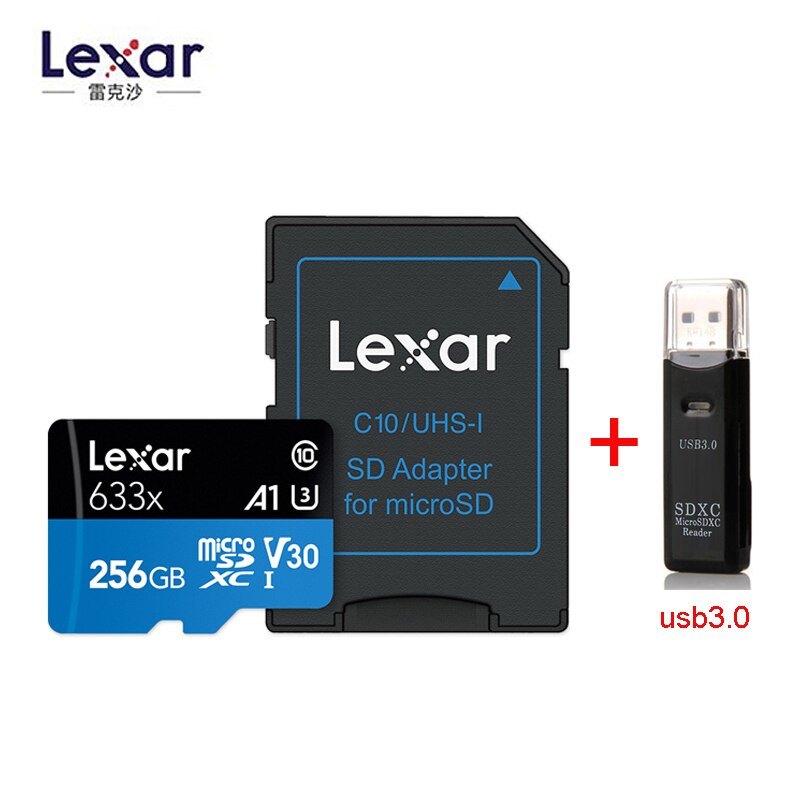 Lexar
雷克沙
Lexar
C10/UHS-I
SD Adapter
for microSD
Lexar 10
633x A1 3
256GB micro SD XC I V30
+
USB3.0
SDXC
MicroSDXC
Reader
usb3.0